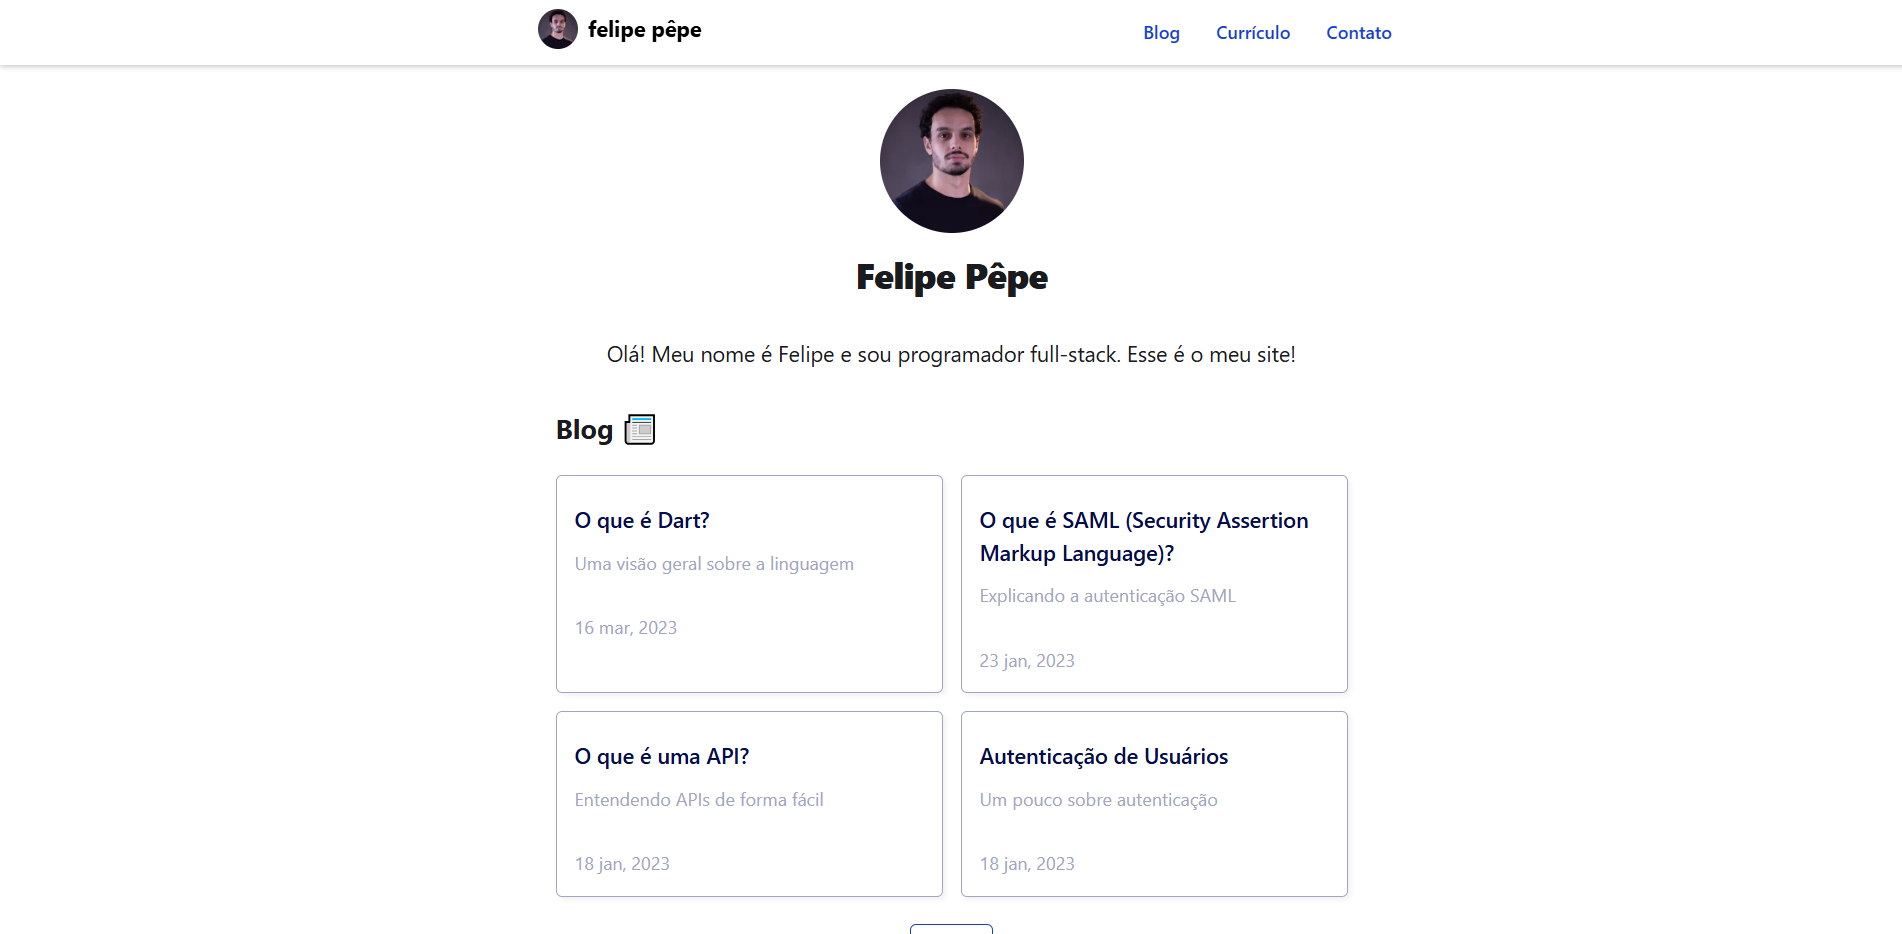 felipe pêpe
Blog
Currículo
Contato
Felipe Pêpe
Olá! Meu nome é Felipe e sou programador full-stack. Esse é o meu site!
Blog
O que é Dart?
Uma visão geral sobre a linguagem
16 mar, 2023
O que é SAML (Security Assertion
Markup Language)?
Explicando a autenticação SAML
23 jan, 2023
O que é uma API?
Entendendo APIs de forma fácil
18 jan, 2023
Autenticação de Usuários
Um pouco sobre autenticação
18 jan, 2023